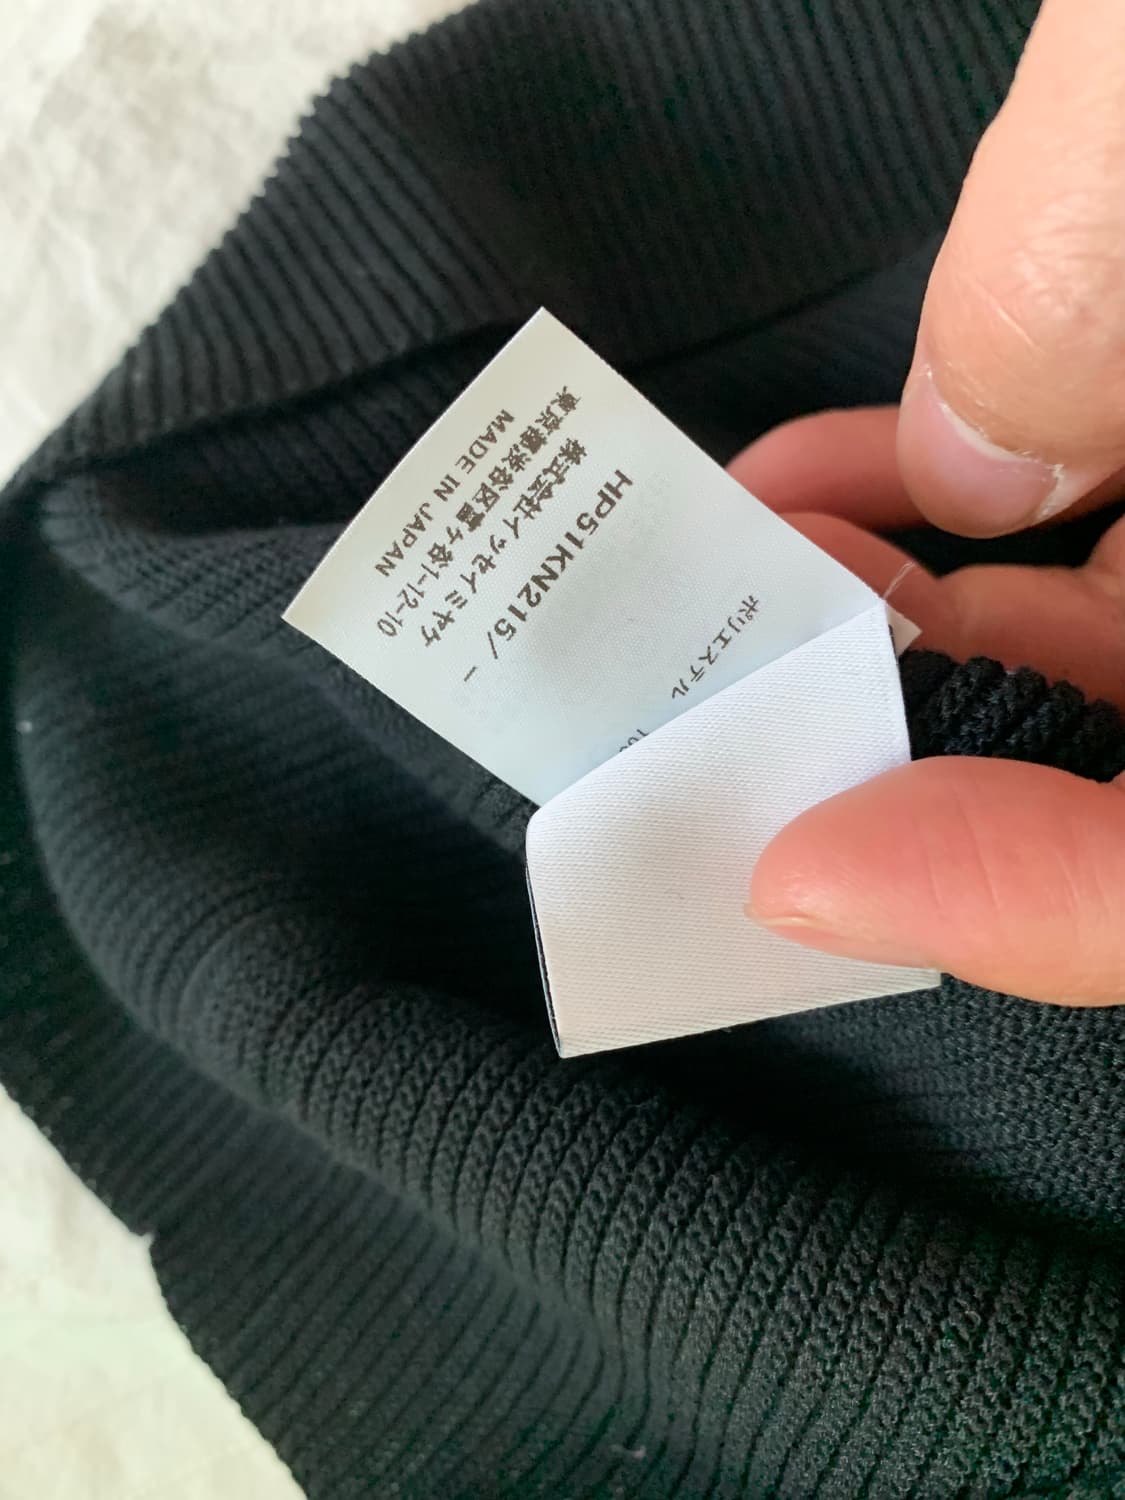 ポリエステル
10
HP51KN215/ -
株式会社イッセイミヤケ
東京都渋谷区富ヶ谷1-12-10
MADE IN JAPAN